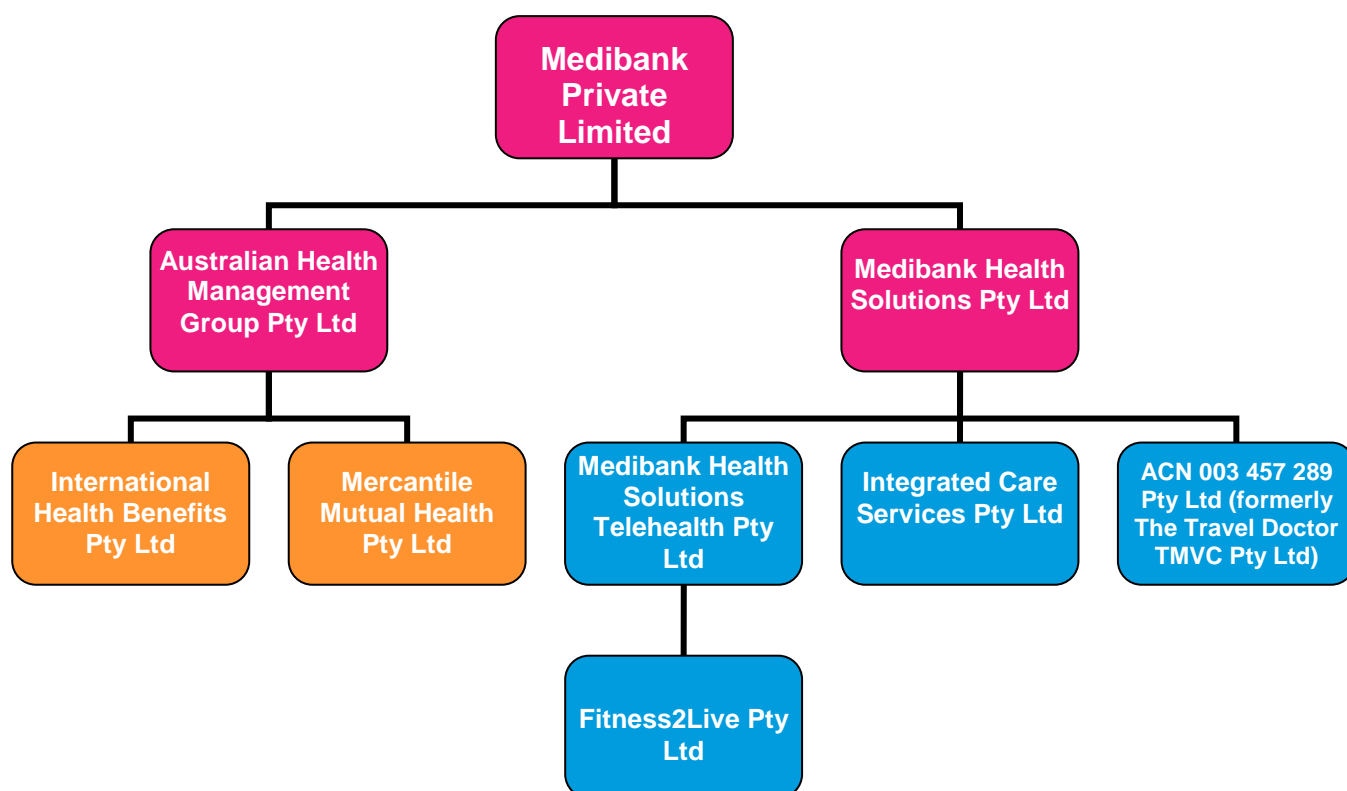 Medibank
Private
Limited
Australian Health
Management
Group Pty Ltd
Medibank Health
Solutions Pty Ltd
International
Health Benefits
Pty Ltd
Mercantile
Mutual Health
Pty Ltd
Medibank Health
Solutions
Telehealth Pty
Ltd
Integrated Care
Services Pty Ltd
ACN 003 457 289
Pty Ltd (formerly
The Travel Doctor
TMVC Pty Ltd)
Fitness2Live Pty
Ltd